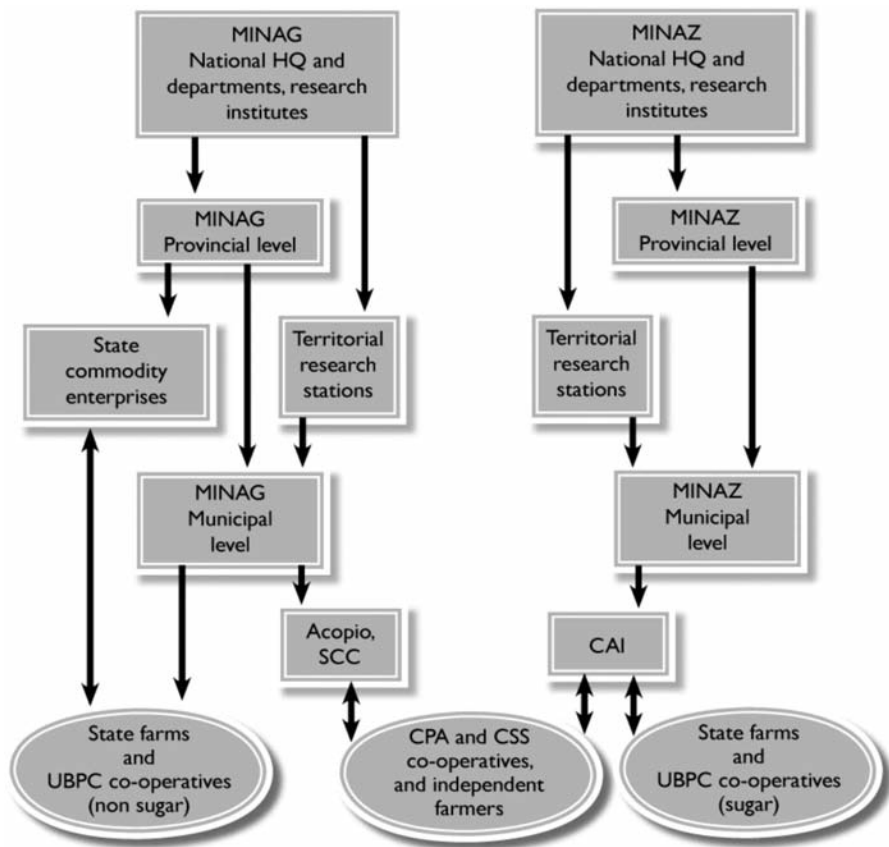 MINAG
National HQ and
departments, research
institutes
MINAZ
National HQ and
departments, research
institutes
MINAG
Provincial level
MINAZ
Provincial level
State
commodity
enterprises
Territorial
research
stations
Territorial
research
stations
MINAG
Municipal
level
MINAZ
Municipal
level
Acopio,
SCC
CAI
State farms
and
UBPC co-operatives
(non sugar)
CPA and CSS
co-operatives,
and independent
farmers
State farms
and
UBPC co-operatives
(sugar)